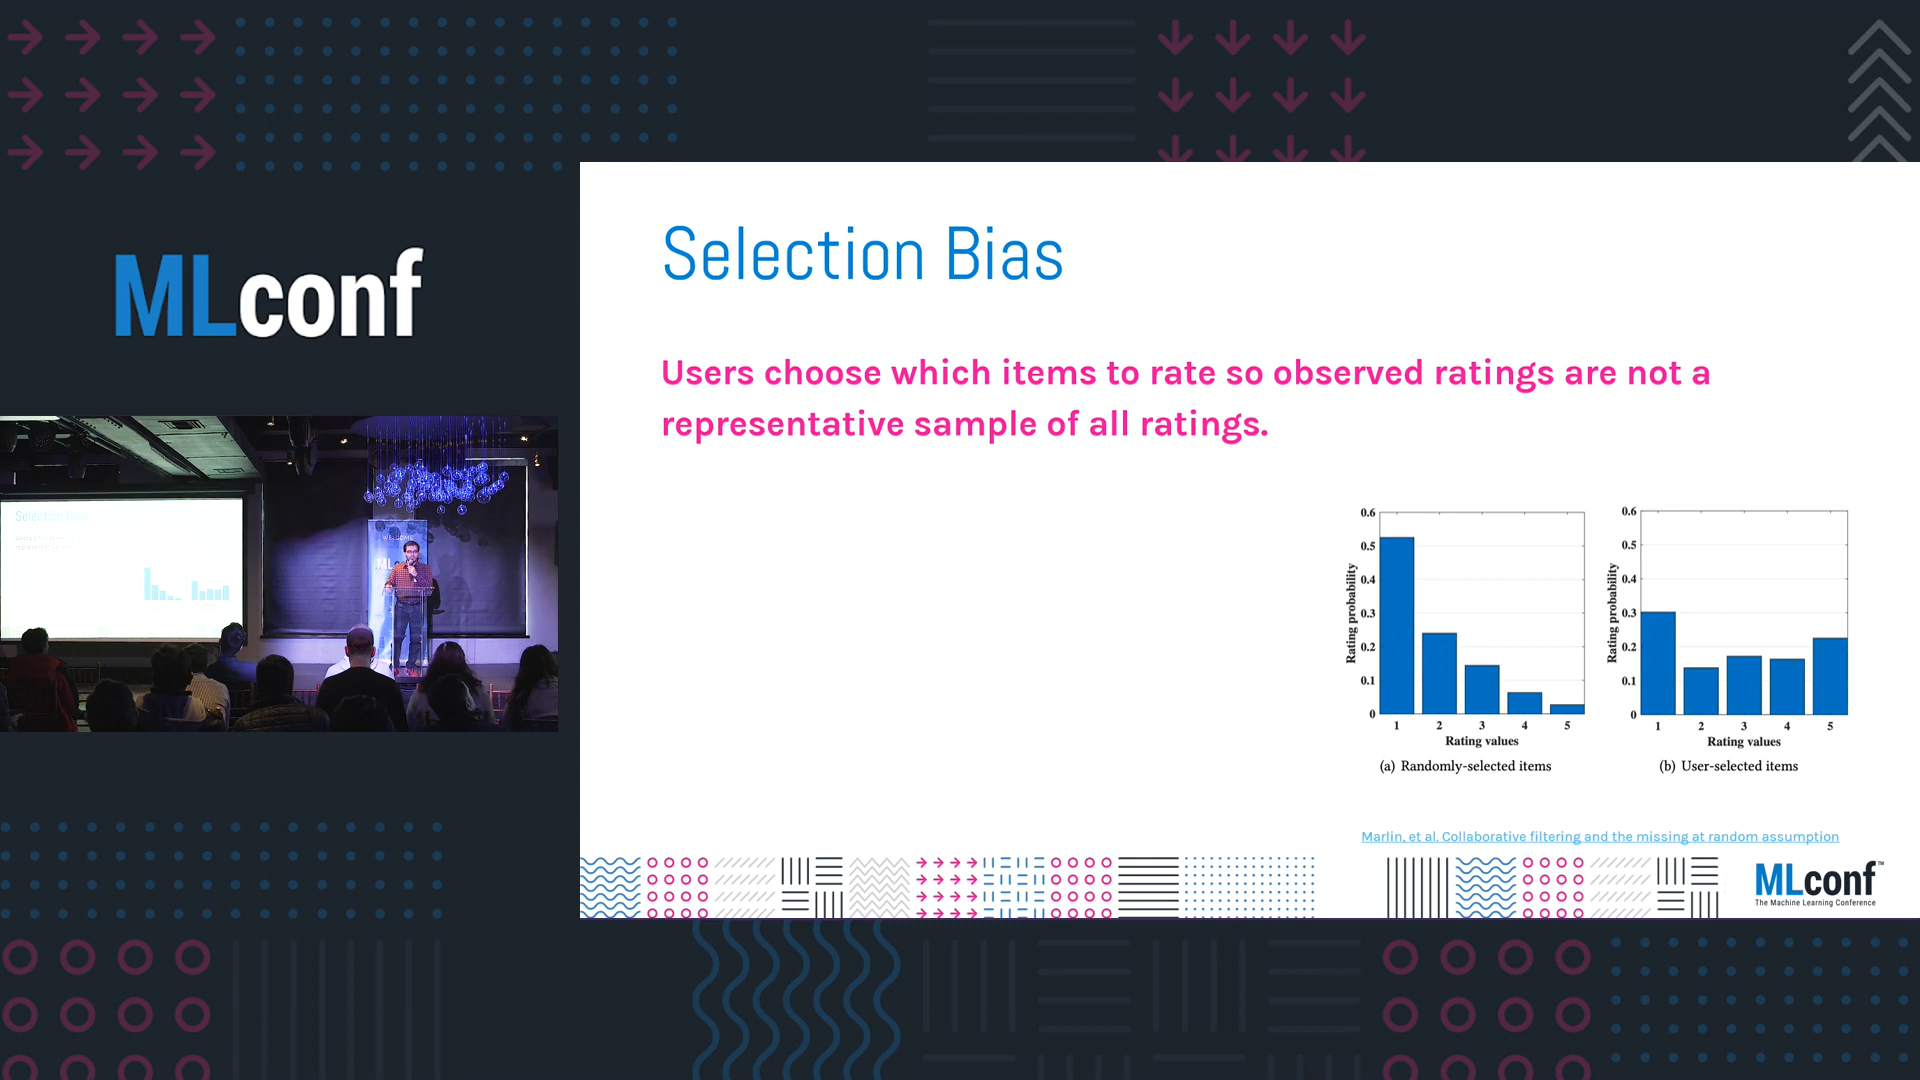 MLconf
WELCOME
Selection Bias
Users choose which items to rate so observed ratings are not a
representative sample of all ratings.
0.6
0.5
0.4
0.3
0.2
0.1
0
Rating probability
1 2 3 4 5
Rating values
(a) Randomly-selected items
0.6
0.5
0.4
0.3
0.2
0.1
0
Rating probability
1 2 3 4 5
Rating values
(b) User-selected items
Marlin, et al. Collaborative filtering and the missing at random assumption
MLconf™
The Machine Learning Conference